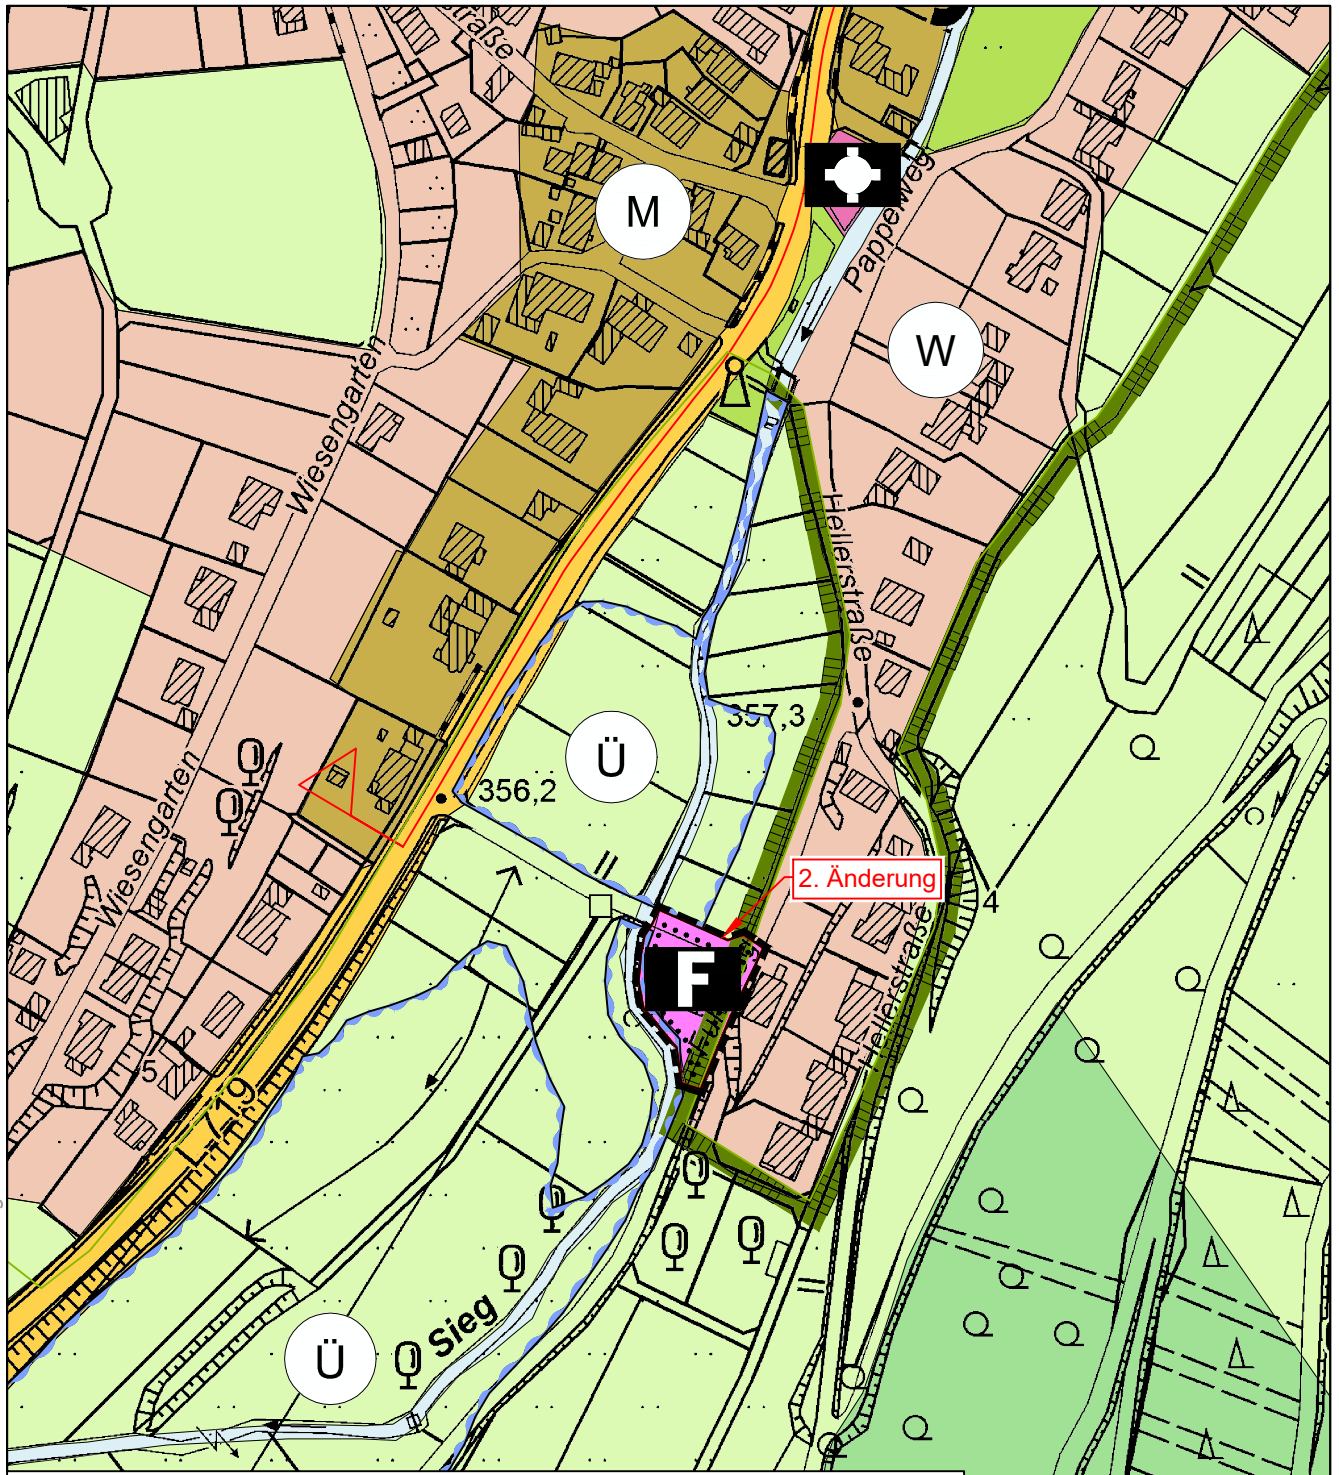 straße
M
Pappelweg
W
Wiesengarten
Hellerstraße
357,3
Ü
356,2
Wiesengarten
2. Änderung
4
F
Hellerstraße
5
L 719
Sieg
Ü